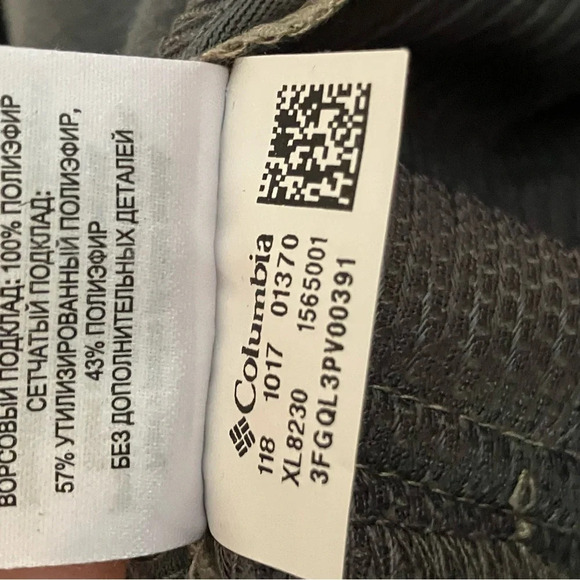 ВОРСОВЫЙ ПОДКЛАД: 100% ПОЛИЭФИР
СЕТЧАТЫЙ ПОДКЛАД:
57% УТИЛИЗИРОВАННЫЙ ПОЛИЭФИР,
43% ПОЛИЭФИР
БЕЗ ДОПОЛНИТЕЛЬНЫХ ДЕТАЛЕЙ
Columbia
118 1017 01370
XL8230 1565001
3FGQL3PV00391